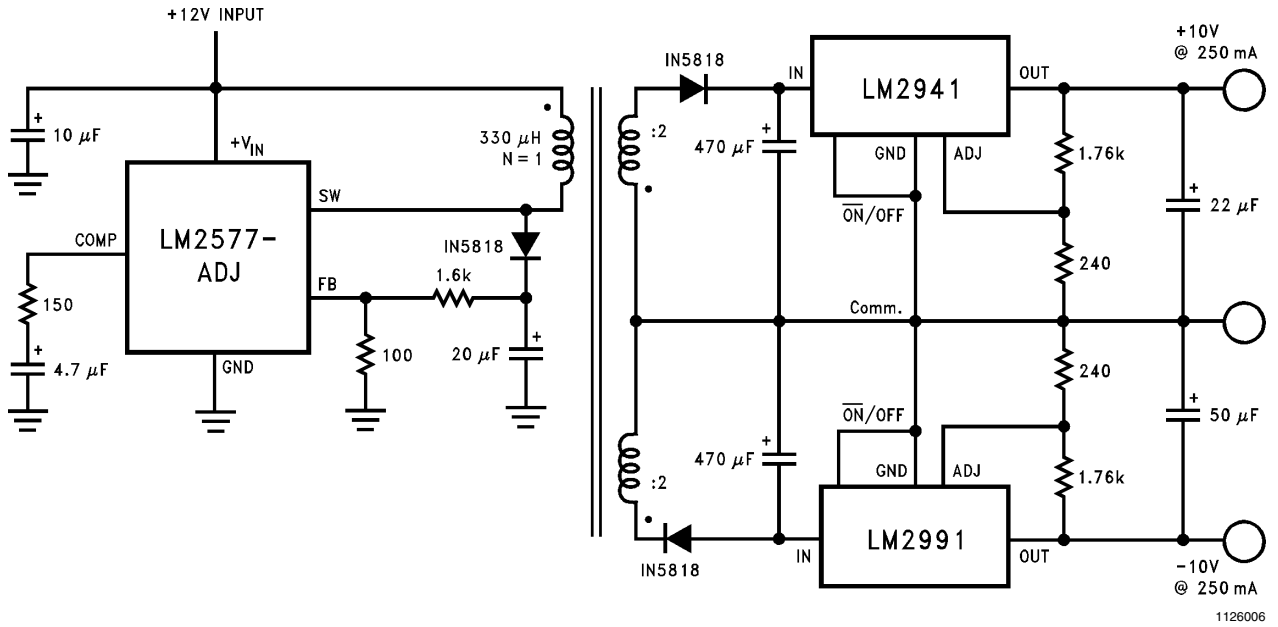 +12V INPUT
10 μF
+
+V_IN
LM2577-
ADJ
COMP
SW
FB
GND
150
+
4.7 μF
330 μH
N = 1
IN5818
1.6k
100
20 μF
+
:2
:2
IN5818
IN5818
+
470 μF
+
470 μF
IN
LM2941
OUT
GND
ADJ
O̅N̅/OFF
1.76k
240
+
22 μF
+10V
@ 250 mA
Comm.
240
1.76k
+
50 μF
O̅N̅/OFF
GND
ADJ
IN
LM2991
OUT
-10V
@ 250 mA
1126006